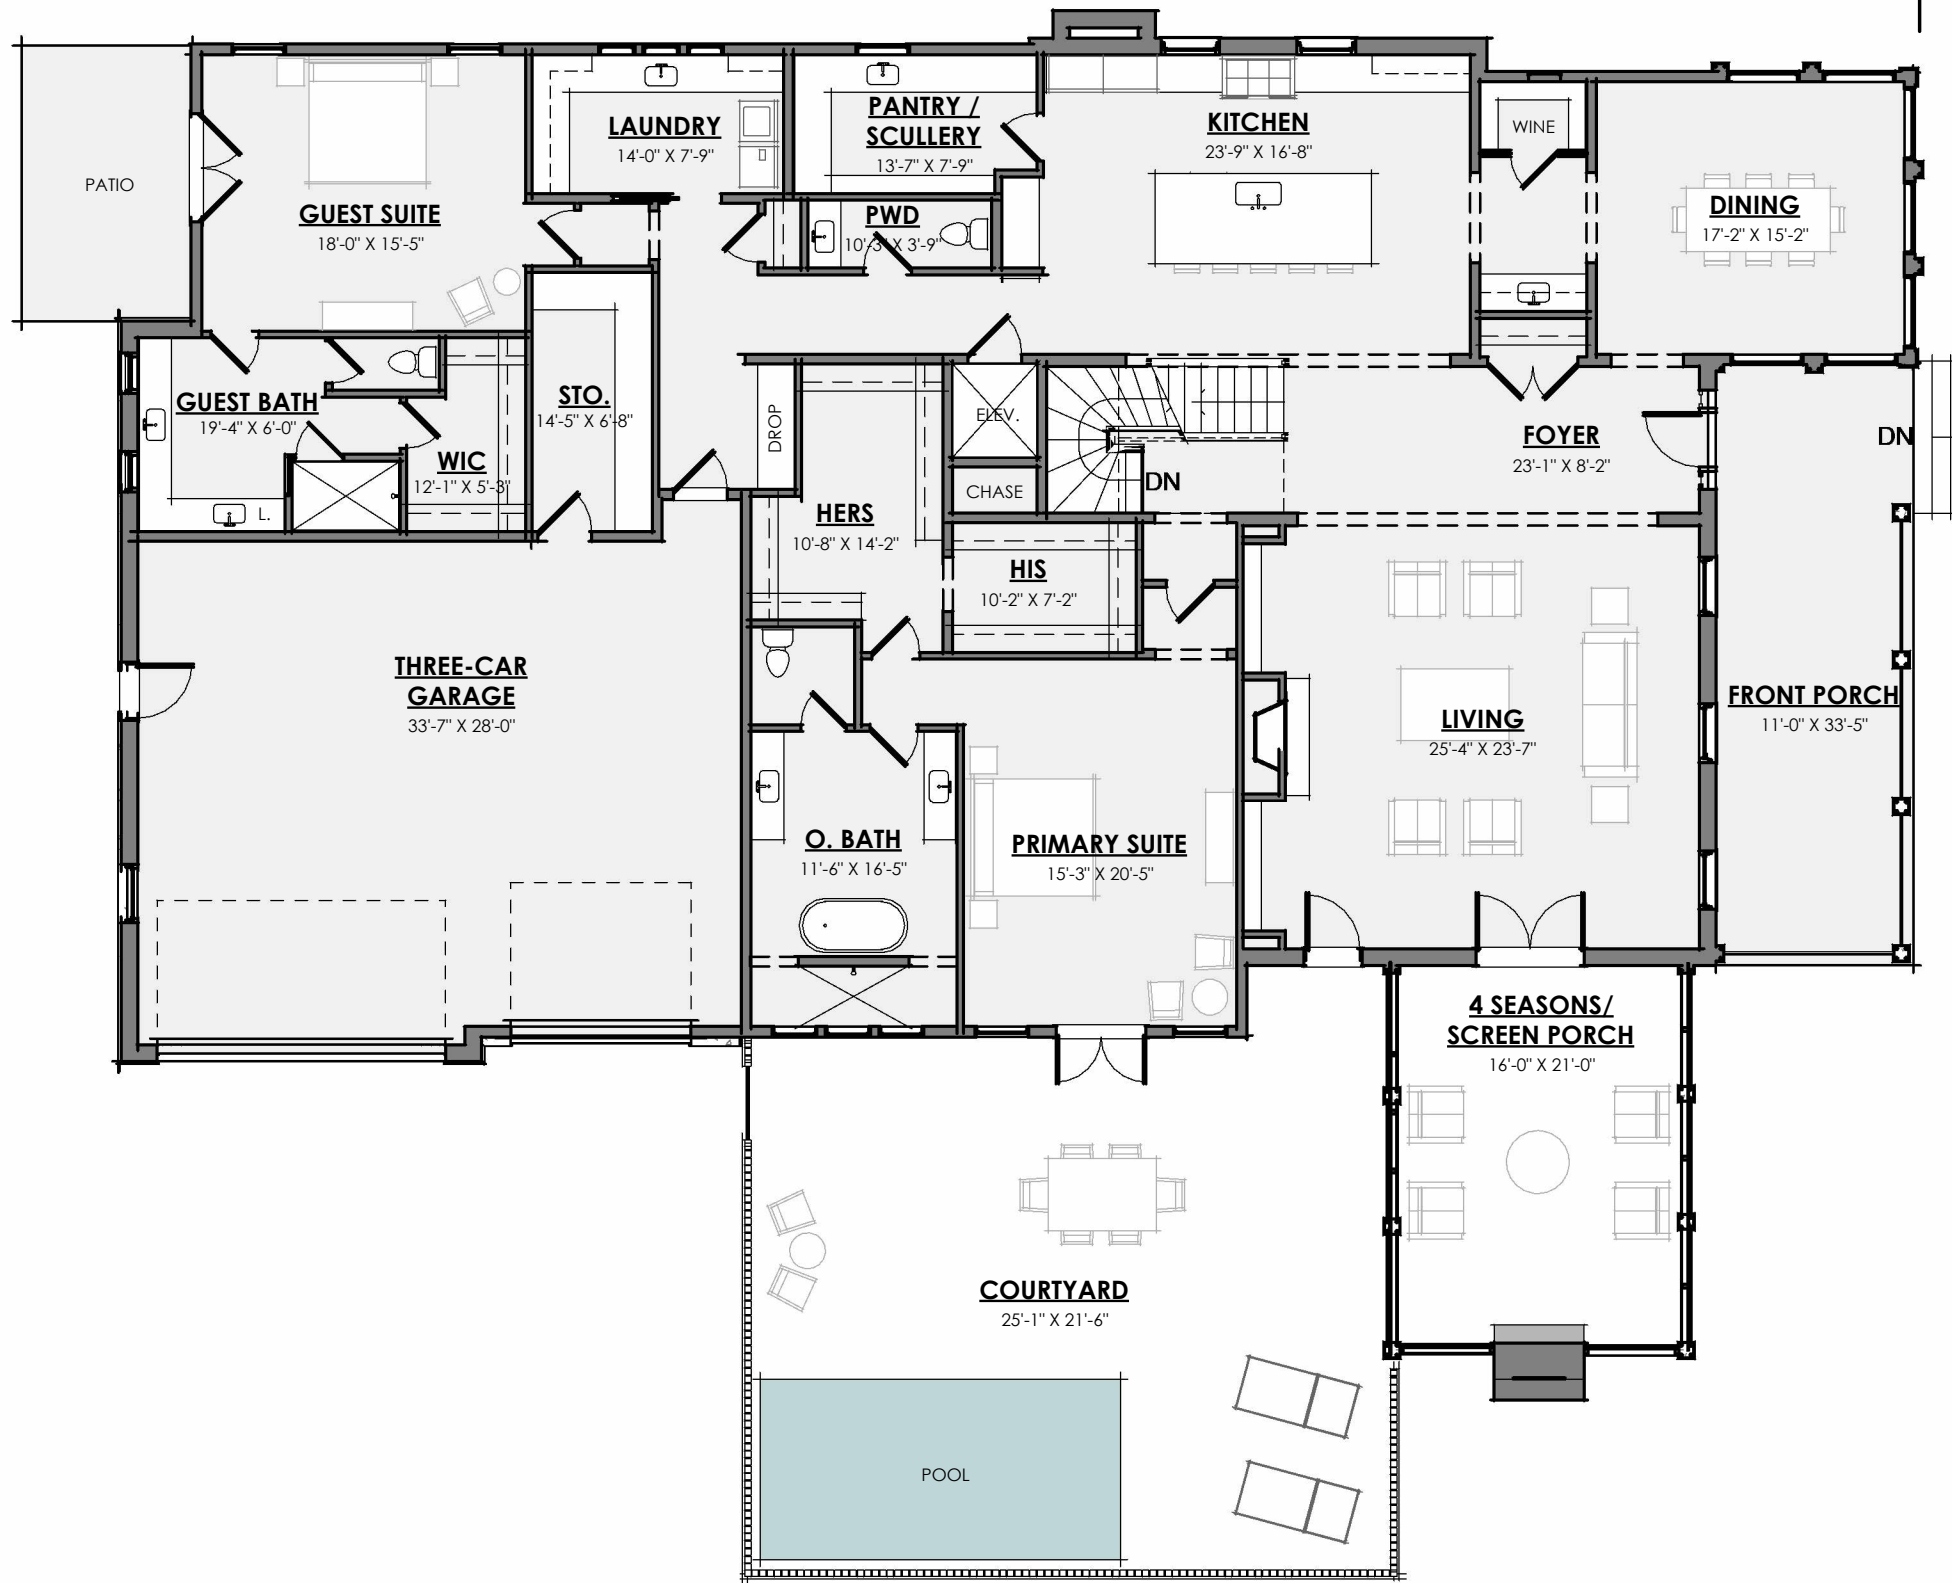 PATIO
GUEST SUITE
18'-0" X 15'-5"
LAUNDRY
14'-0" X 7'-9"
PANTRY /
SCULLERY
13'-7" X 7'-9"
KITCHEN
23'-9" X 16'-8"
WINE
DINING
17'-2" X 15'-2"
PWD
10'-3" X 3'-9"
GUEST BATH
19'-4" X 6'-0"
L.
WIC
12'-1" X 5'-3"
STO.
14'-5" X 6'-8"
DROP
HERS
10'-8" X 14'-2"
ELEV.
CHASE
DN
HIS
10'-2" X 7'-2"
FOYER
23'-1" X 8'-2"
DN
THREE-CAR
GARAGE
33'-7" X 28'-0"
O. BATH
11'-6" X 16'-5"
PRIMARY SUITE
15'-3" X 20'-5"
LIVING
25'-4" X 23'-7"
FRONT PORCH
11'-0" X 33'-5"
4 SEASONS/
SCREEN PORCH
16'-0" X 21'-0"
COURTYARD
25'-1" X 21'-6"
POOL